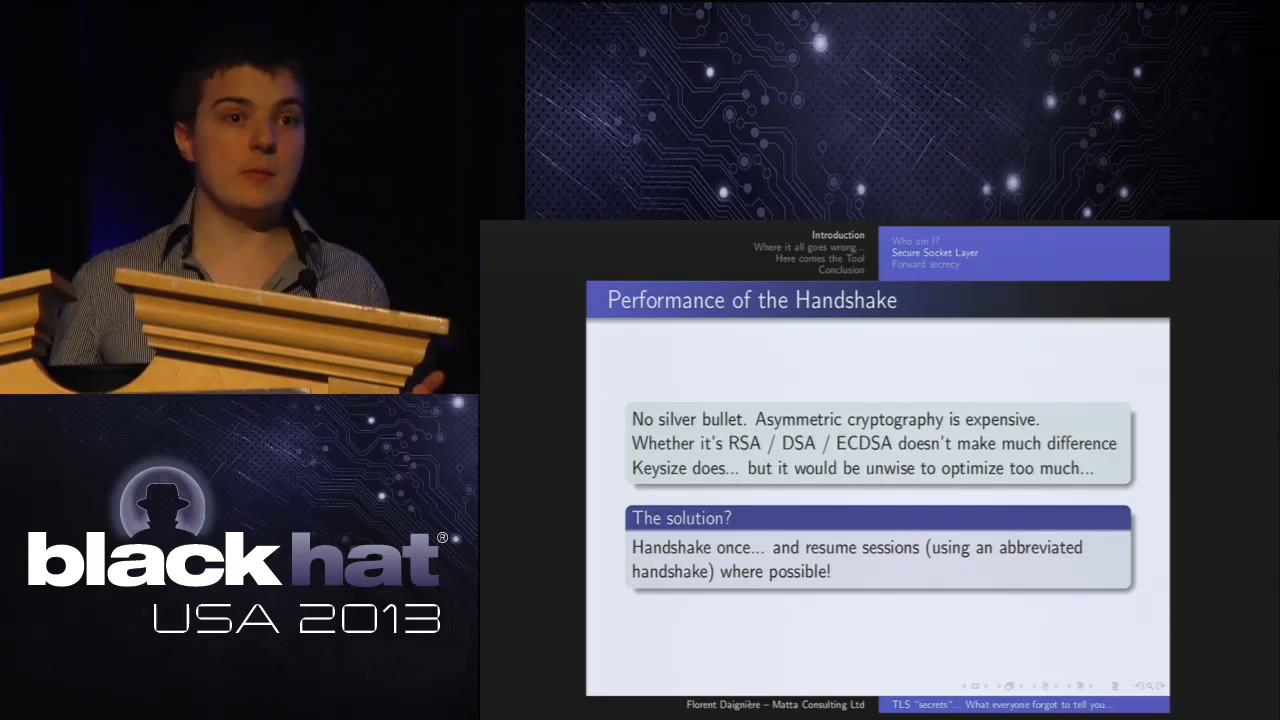 Introduction
Where it all goes wrong...
Here comes the Tool
Conclusion
Who am I?
Secure Socket Layer
Forward secrecy
Performance of the Handshake
No silver bullet. Asymmetric cryptography is expensive.
Whether it's RSA / DSA / ECDSA doesn't make much difference
Keysize does... but it would be unwise to optimize too much...
The solution?
Handshake once... and resume sessions (using an abbreviated
handshake) where possible!
Florent Daignière – Matta Consulting Ltd
TLS "secrets"... What everyone forgot to tell you...
black hat®
USA 2013